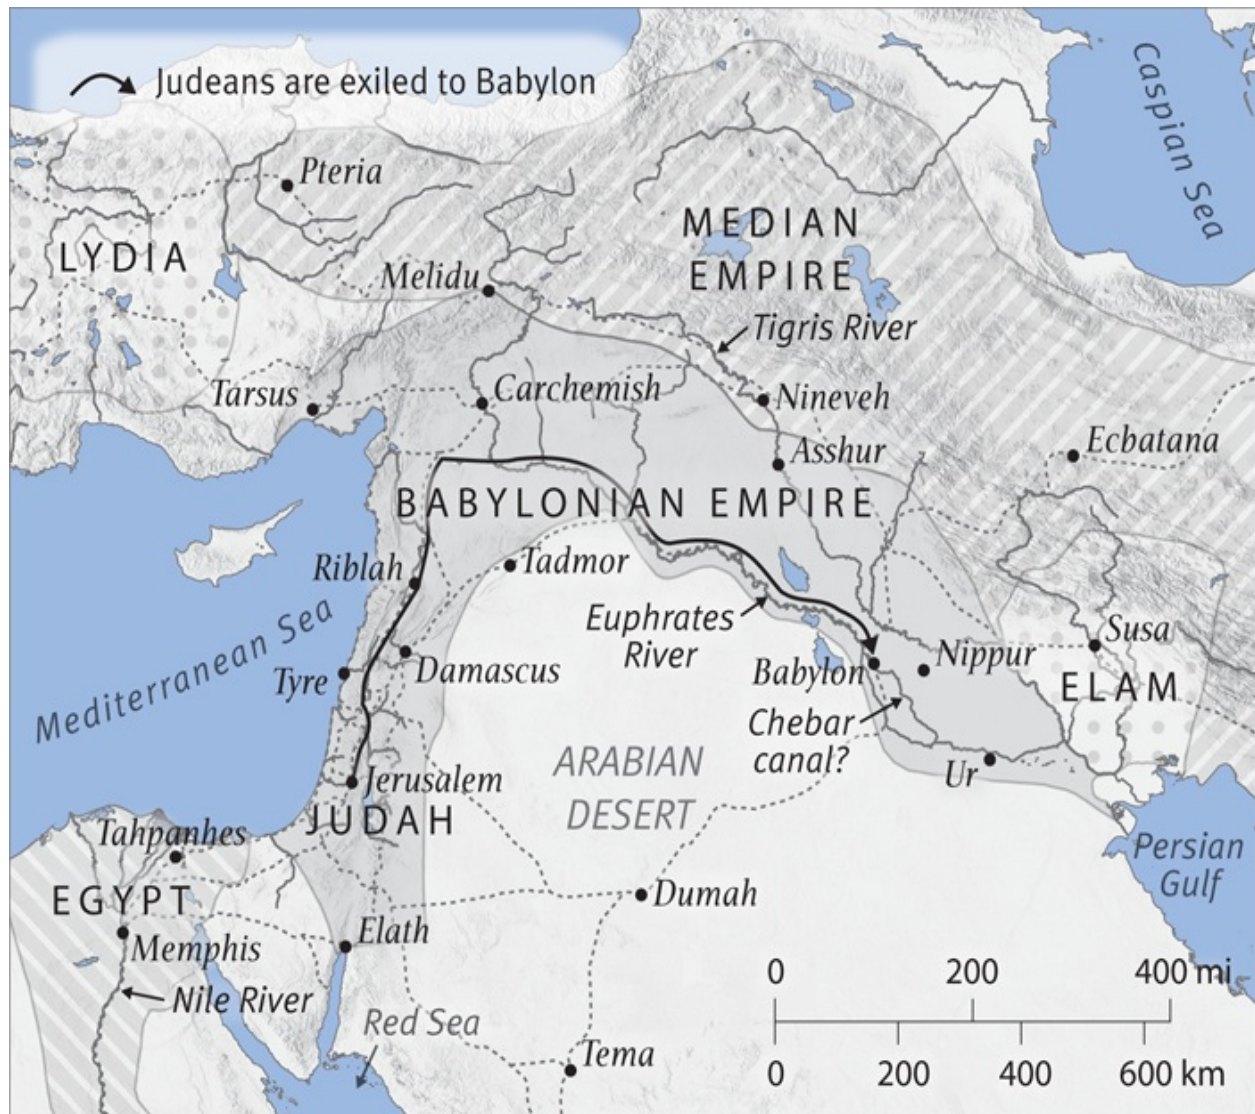 Judeans are exiled to Babylon
Caspian Sea
Pteria
MEDIAN
EMPIRE
LYDIA
Melidu
Tigris River
Tarsus
Carchemish
Nineveh
Ecbatana
Asshur
BABYLONIAN EMPIRE
Riblah
Tadmor
Mediterranean Sea
Euphrates
River
Susa
Nippur
Tyre
Damascus
Babylon
ELAM
Chebar
canal?
ARABIAN
DESERT
Ur
Jerusalem
JUDAH
Tahpanhes
Persian
Gulf
EGYPT
Dumah
Memphis
Elath
Nile River
Red Sea
Tema
0 200 400 mi
0 200 400 600 km